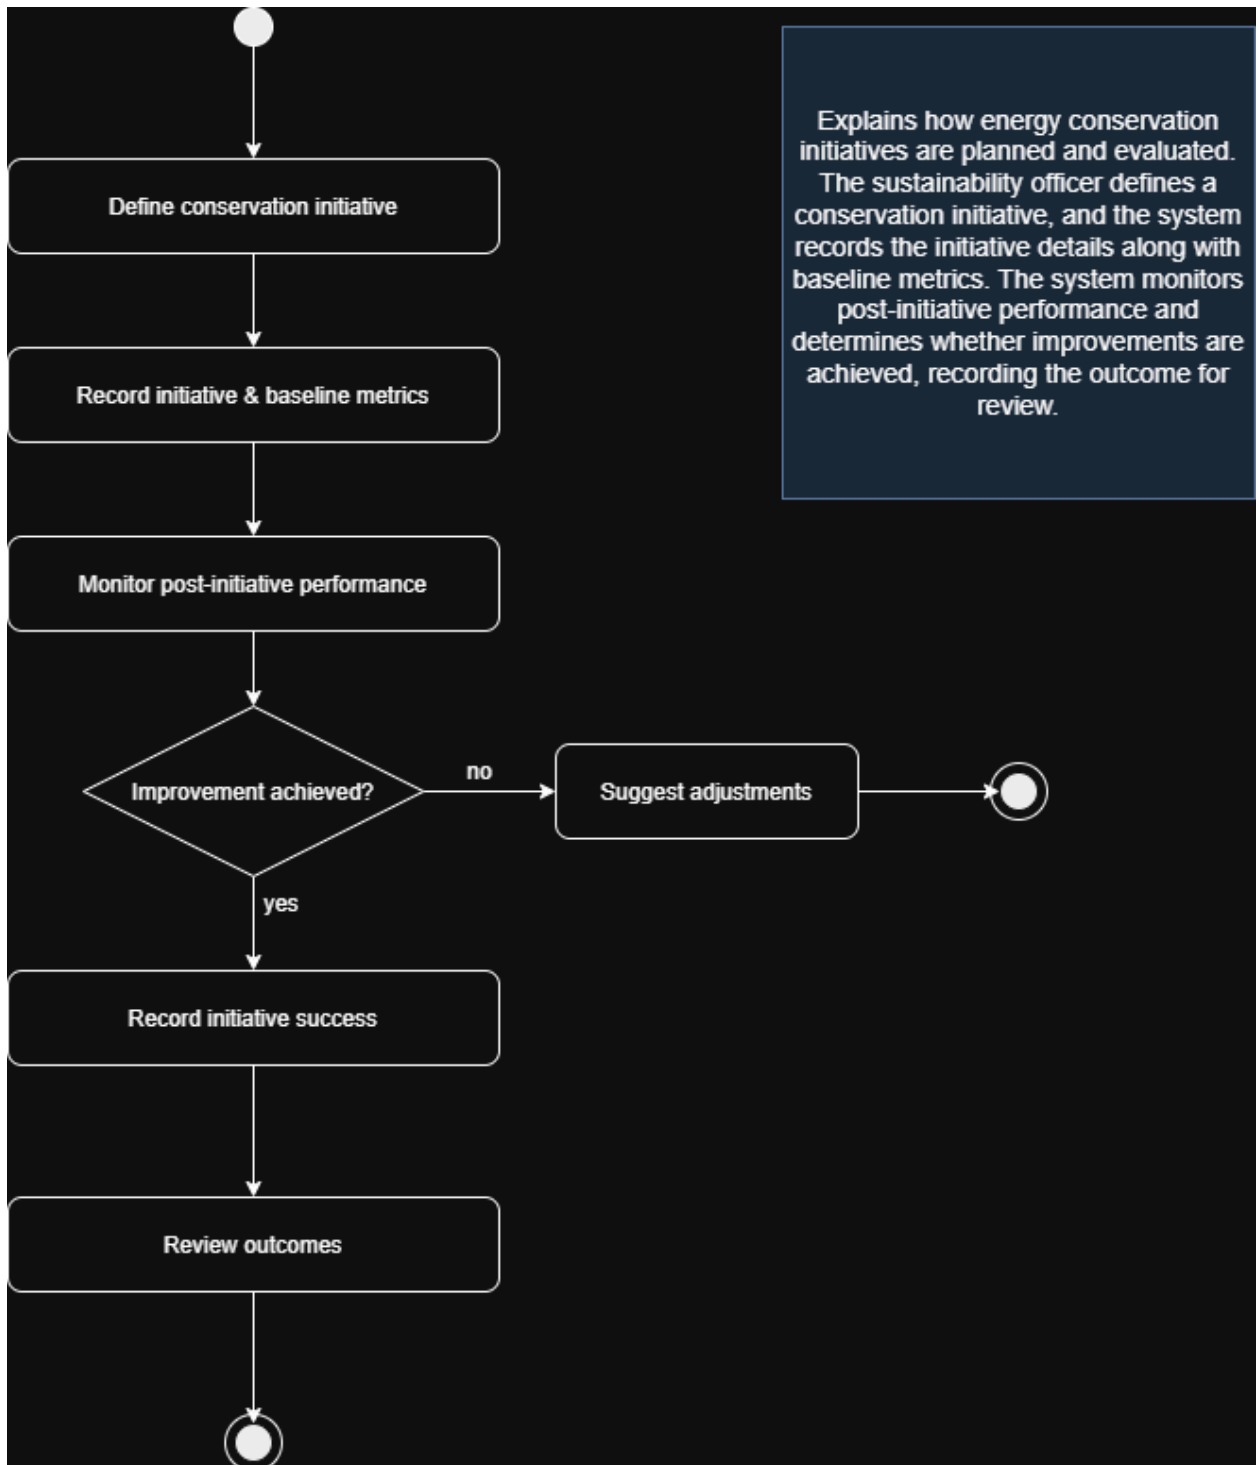 Explains how energy conservation
initiatives are planned and evaluated.
The sustainability officer defines a
conservation initiative, and the system
records the initiative details along with
baseline metrics. The system monitors
post-initiative performance and
determines whether improvements are
achieved, recording the outcome for
review.
Define conservation initiative
Record initiative & baseline metrics
Monitor post-initiative performance
Improvement achieved?
no
Suggest adjustments
yes
Record initiative success
Review outcomes